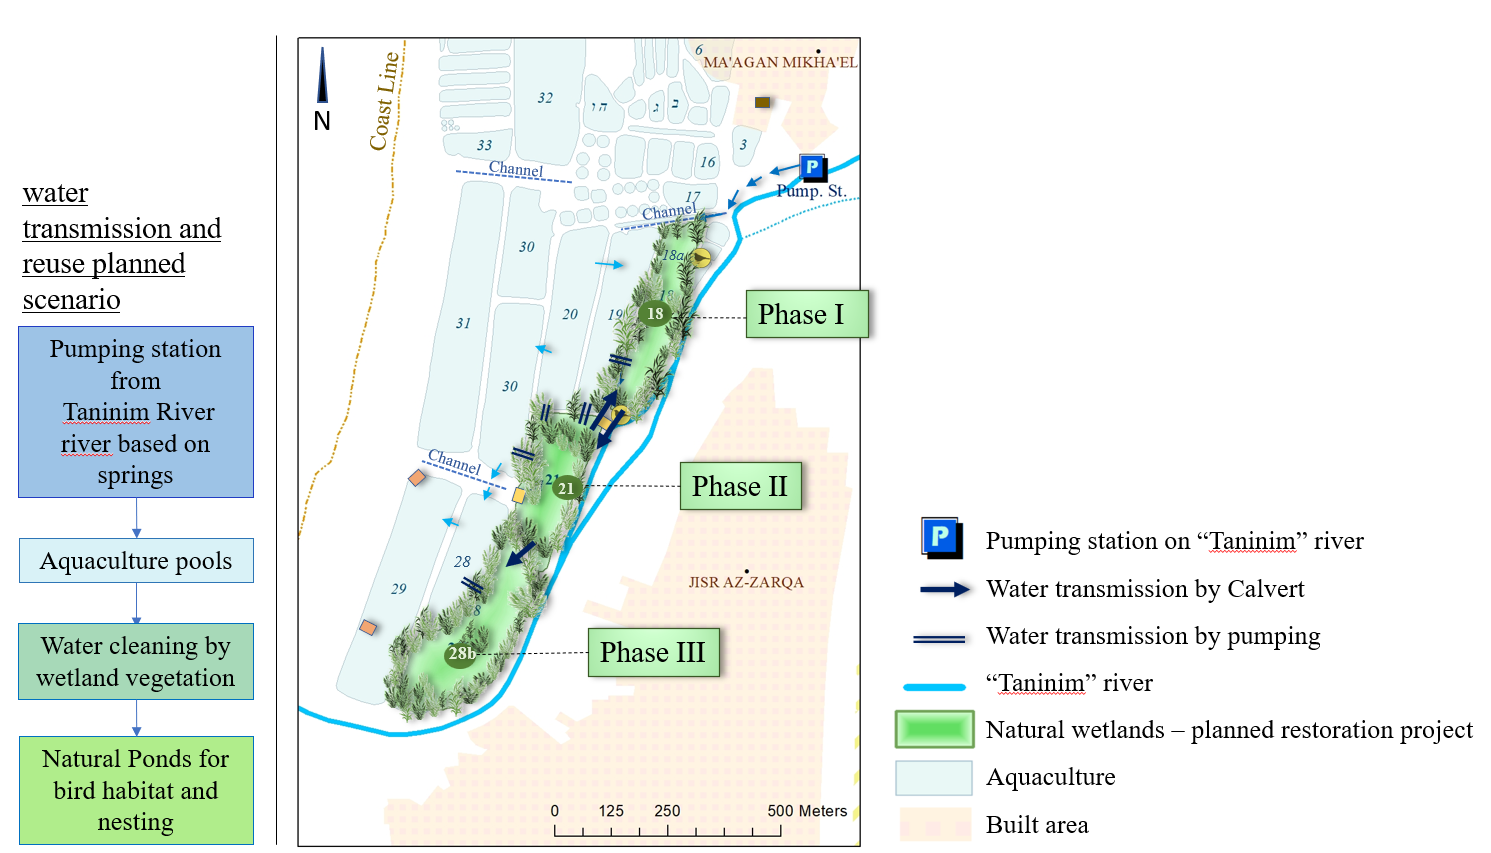 water
transmission and
reuse planned
scenario
Pumping station
from
Taninim River
river based on
springs
Aquaculture pools
Water cleaning by
wetland vegetation
Natural Ponds for
bird habitat and
nesting
N
Coast Line
6
MA'AGAN MIKHA'EL
32
ו ה
ג
ב
33
3
16
Channel
P
Pump. St.
17
Channel
30
18a
18
31
20
19
18
Phase I
30
Channel
21
21
Phase II
28
29
JISR AZ-ZARQA
8
28b
Phase III
0 125 250 500 Meters
P
Pumping station on “Taninim” river
Water transmission by Calvert
Water transmission by pumping
“Taninim” river
Natural wetlands – planned restoration project
Aquaculture
Built area